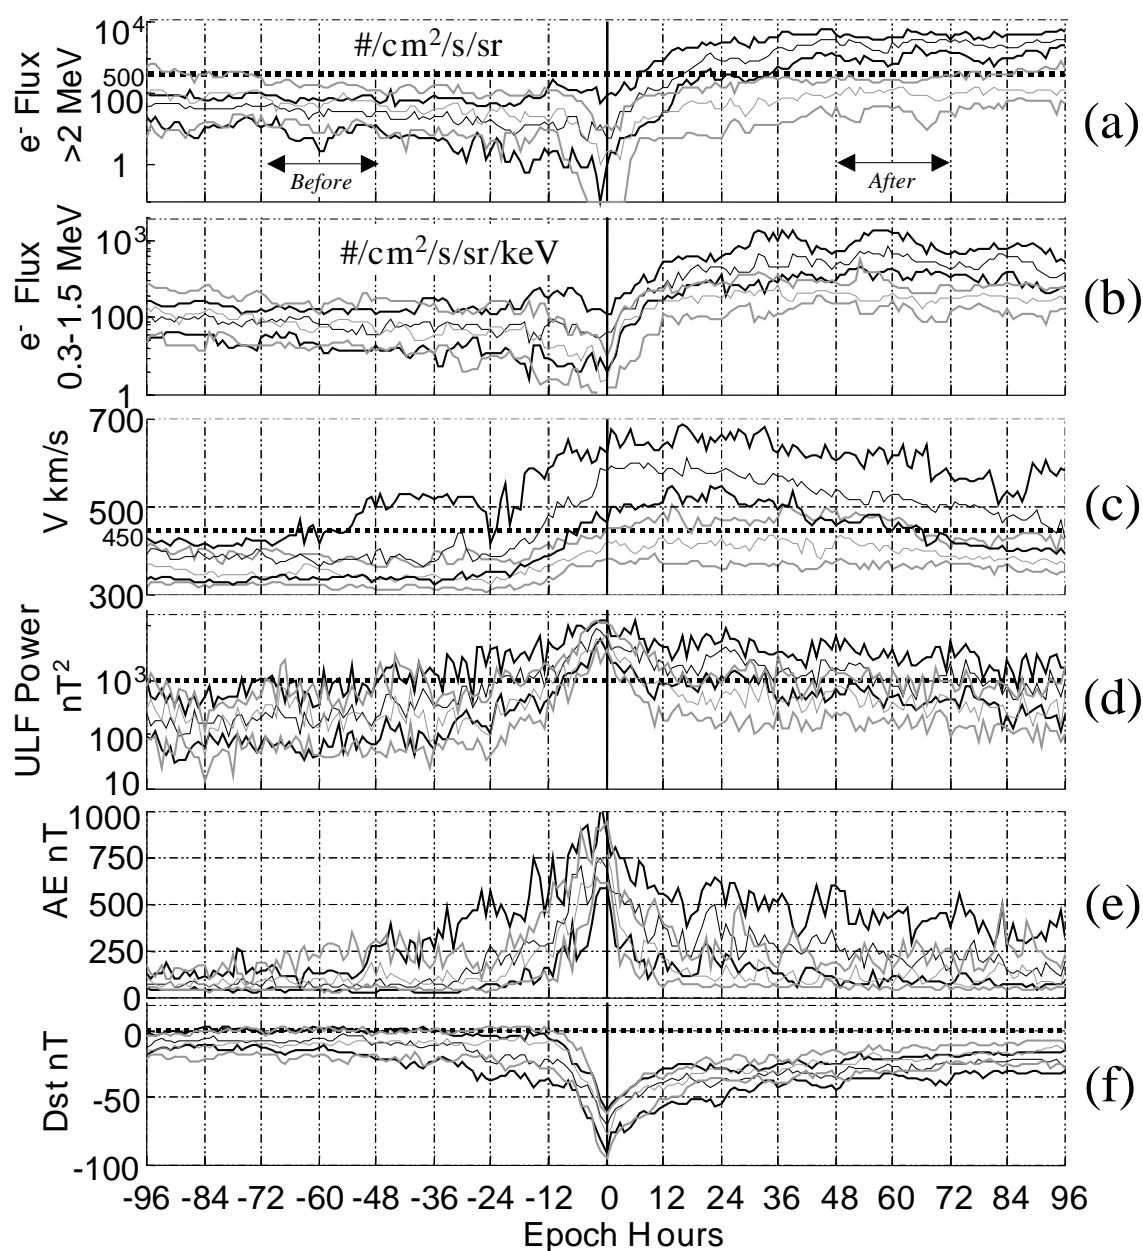 e⁻ Flux
>2 MeV
10⁴
500
100
1
#/cm²/s/sr
Before
After
(a)
e⁻ Flux
0.3-1.5 MeV
10³
100
1
#/cm²/s/sr/keV
(b)
V km/s
700
500
450
300
(c)
ULF Power
nT²
10³
100
10
(d)
AE nT
1000
750
500
250
0
(e)
Dst nT
0
-50
-100
(f)
-96 -84 -72 -60 -48 -36 -24 -12 0 12 24 36 48 60 72 84 96
Epoch Hours